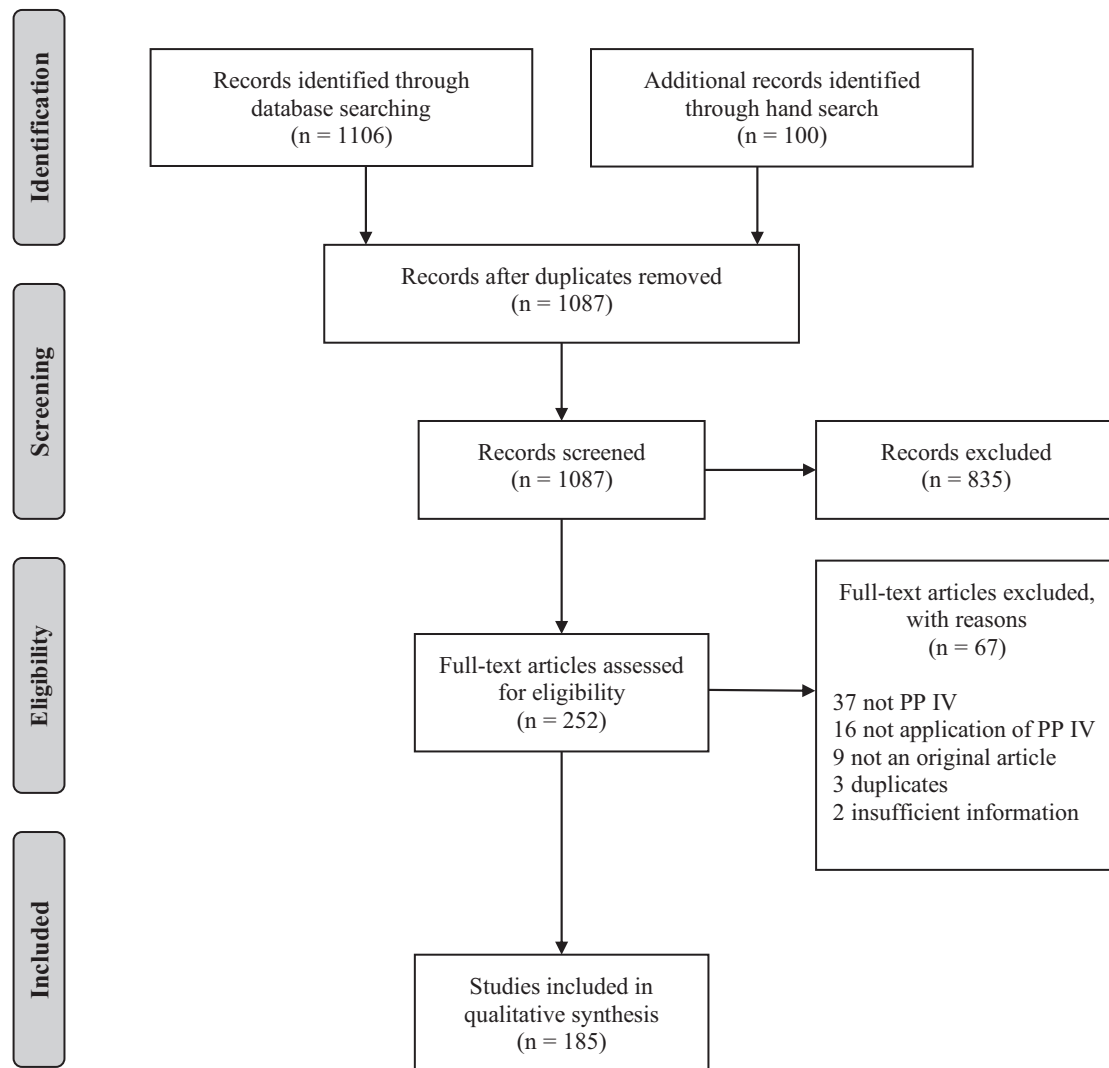 Identification
Records identified through
database searching
(n = 1106)
Additional records identified
through hand search
(n = 100)
Records after duplicates removed
(n = 1087)
Screening
Records screened
(n = 1087)
Records excluded
(n = 835)
Eligibility
Full-text articles assessed
for eligibility
(n = 252)
Full-text articles excluded,
with reasons
(n = 67)
37 not PP IV
16 not application of PP IV
9 not an original article
3 duplicates
2 insufficient information
Included
Studies included in
qualitative synthesis
(n = 185)